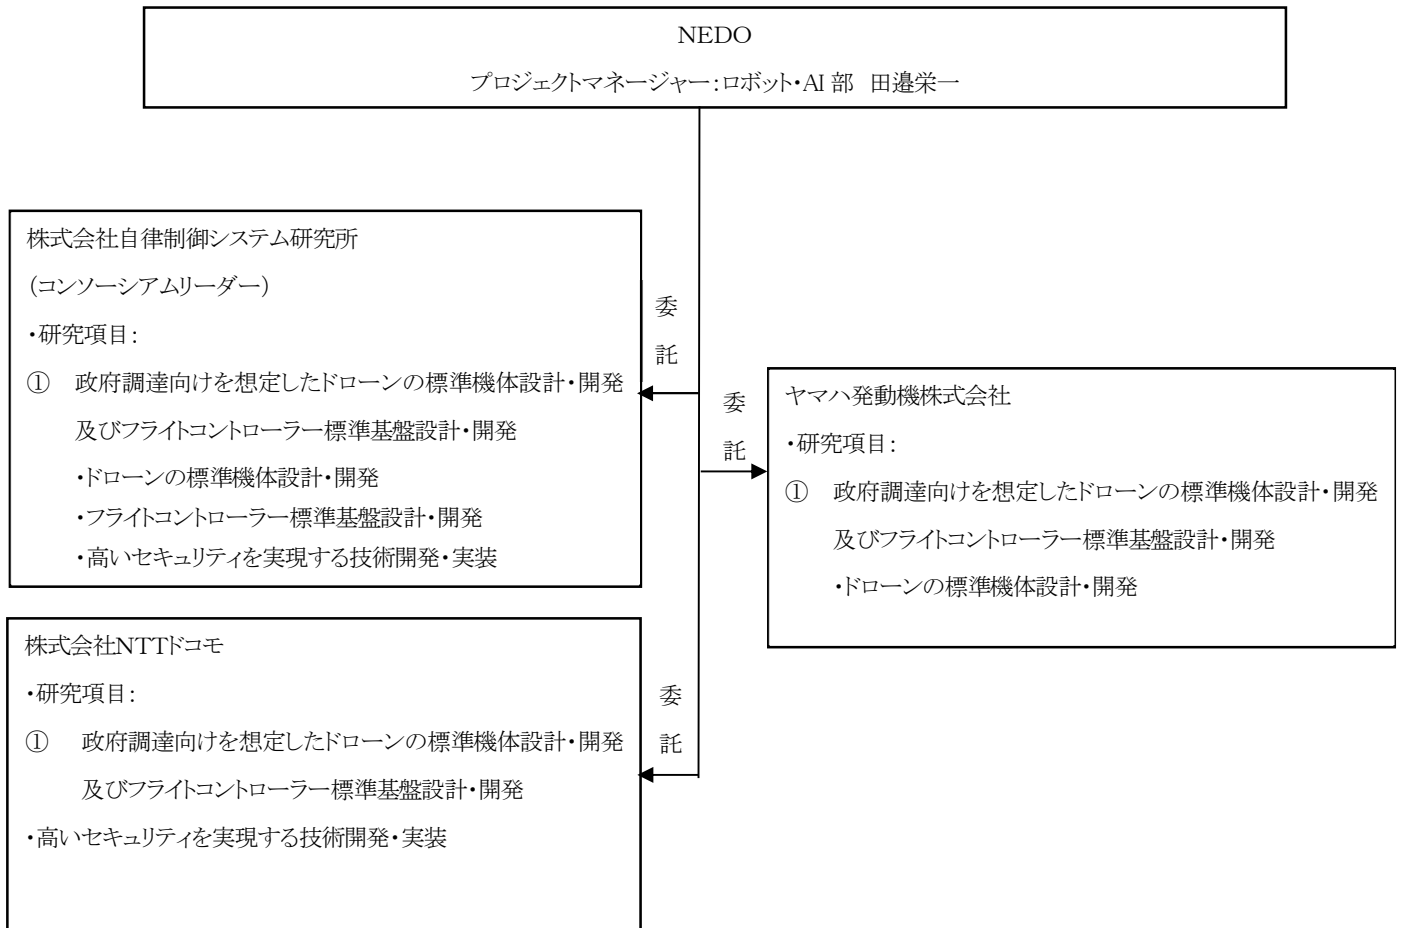 NEDO
プロジェクトマネージャー：ロボット・AI 部　田邉栄一
株式会社自律制御システム研究所
（コンソーシアムリーダー）
・研究項目：
①　政府調達向けを想定したドローンの標準機体設計・開発
及びフライトコントローラー標準基盤設計・開発
・ドローンの標準機体設計・開発
・フライトコントローラー標準基盤設計・開発
・高いセキュリティを実現する技術開発・実装
委
託
委
託
ヤマハ発動機株式会社
・研究項目：
①　政府調達向けを想定したドローンの標準機体設計・開発
及びフライトコントローラー標準基盤設計・開発
・ドローンの標準機体設計・開発
株式会社NTTドコモ
・研究項目：
①　政府調達向けを想定したドローンの標準機体設計・開発
及びフライトコントローラー標準基盤設計・開発
・高いセキュリティを実現する技術開発・実装
委
託